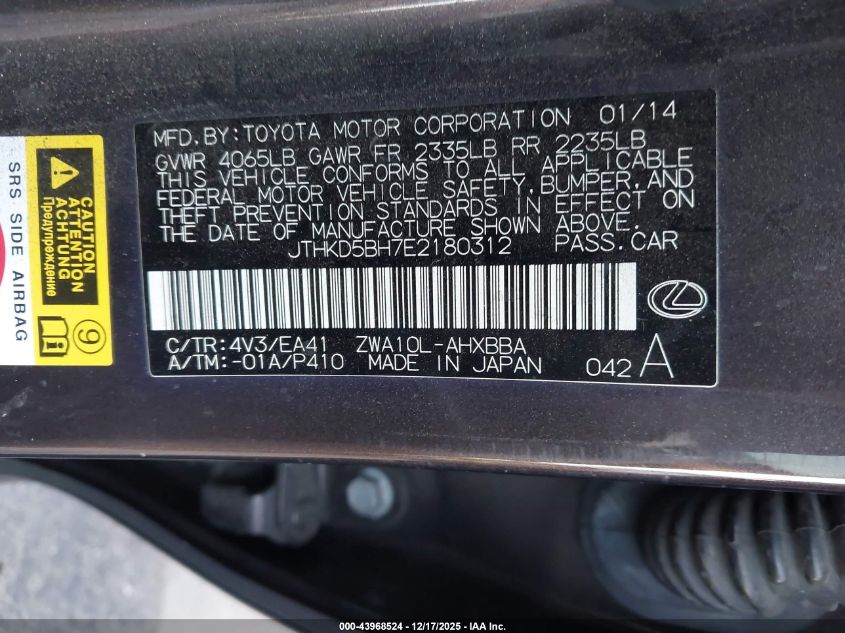 MFD.BY:TOYOTA MOTOR CORPORATION 01/14
GVWR 4065LB GAWR FR 2335LB RR 2235LB
THIS VEHICLE CONFORMS TO ALL APPLICABLE
FEDERAL MOTOR VEHICLE SAFETY,BUMPER,AND
THEFT PREVENTION STANDARDS IN EFFECT ON
THE DATE OF MANUFACTURE SHOWN ABOVE.
JTHKD5BH7E2180312 PASS.CAR
C/TR:4V3/EA41 ZWA10L-AHXBBA
A/TM:-01A/P410 MADE IN JAPAN 042 A
SRS SIDE AIRBAG
CAUTION
ATTENTION
ACHTUNG
Предупреждение
9
000-43968524 - 12/17/2025 - IAA Inc.